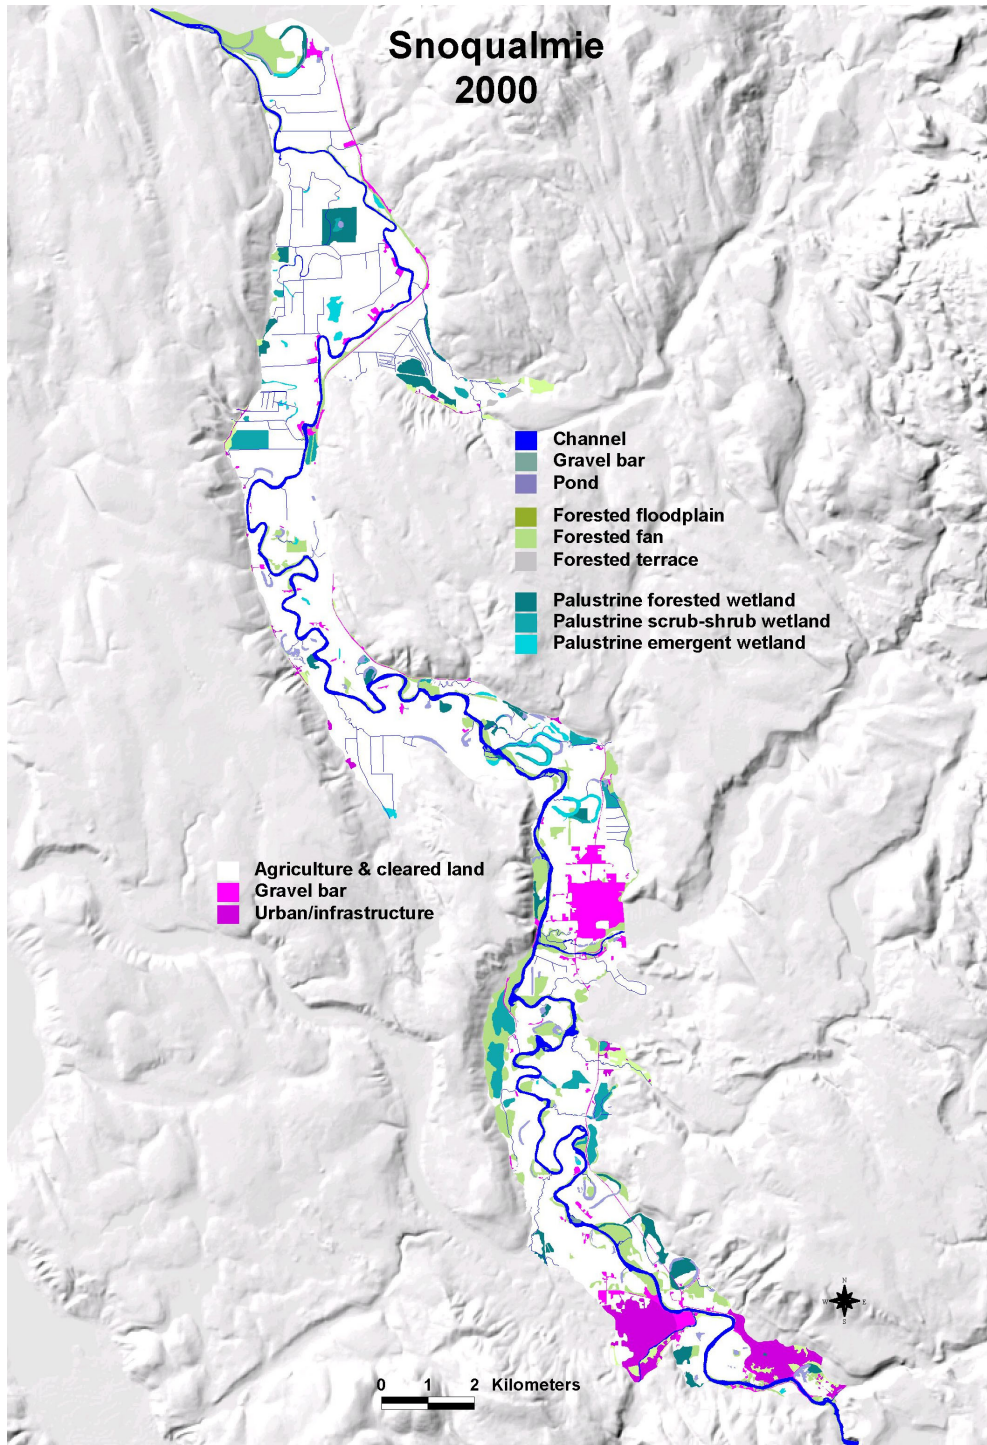 Snoqualmie
2000
Channel
Gravel bar
Pond
Forested floodplain
Forested fan
Forested terrace
Palustrine forested wetland
Palustrine scrub-shrub wetland
Palustrine emergent wetland
Agriculture & cleared land
Gravel bar
Urban/infrastructure
N
W E
S
0 1 2 Kilometers